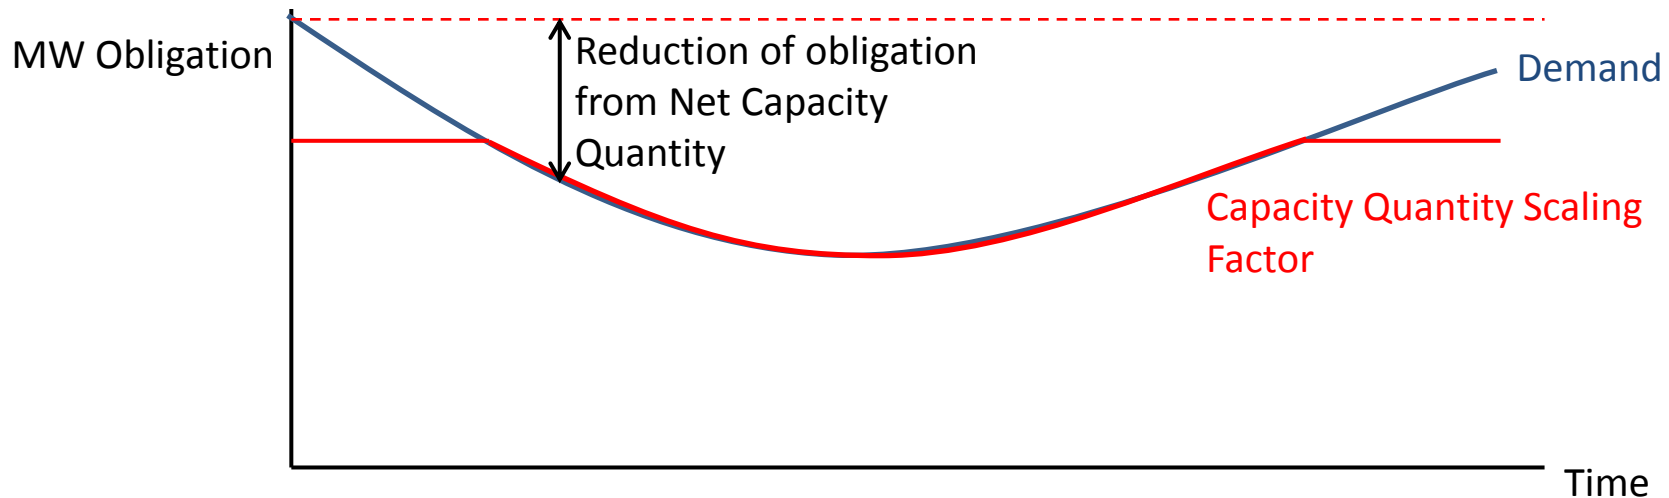 MW Obligation
Reduction of obligation
from Net Capacity
Quantity
Demand
Capacity Quantity Scaling
Factor
Time